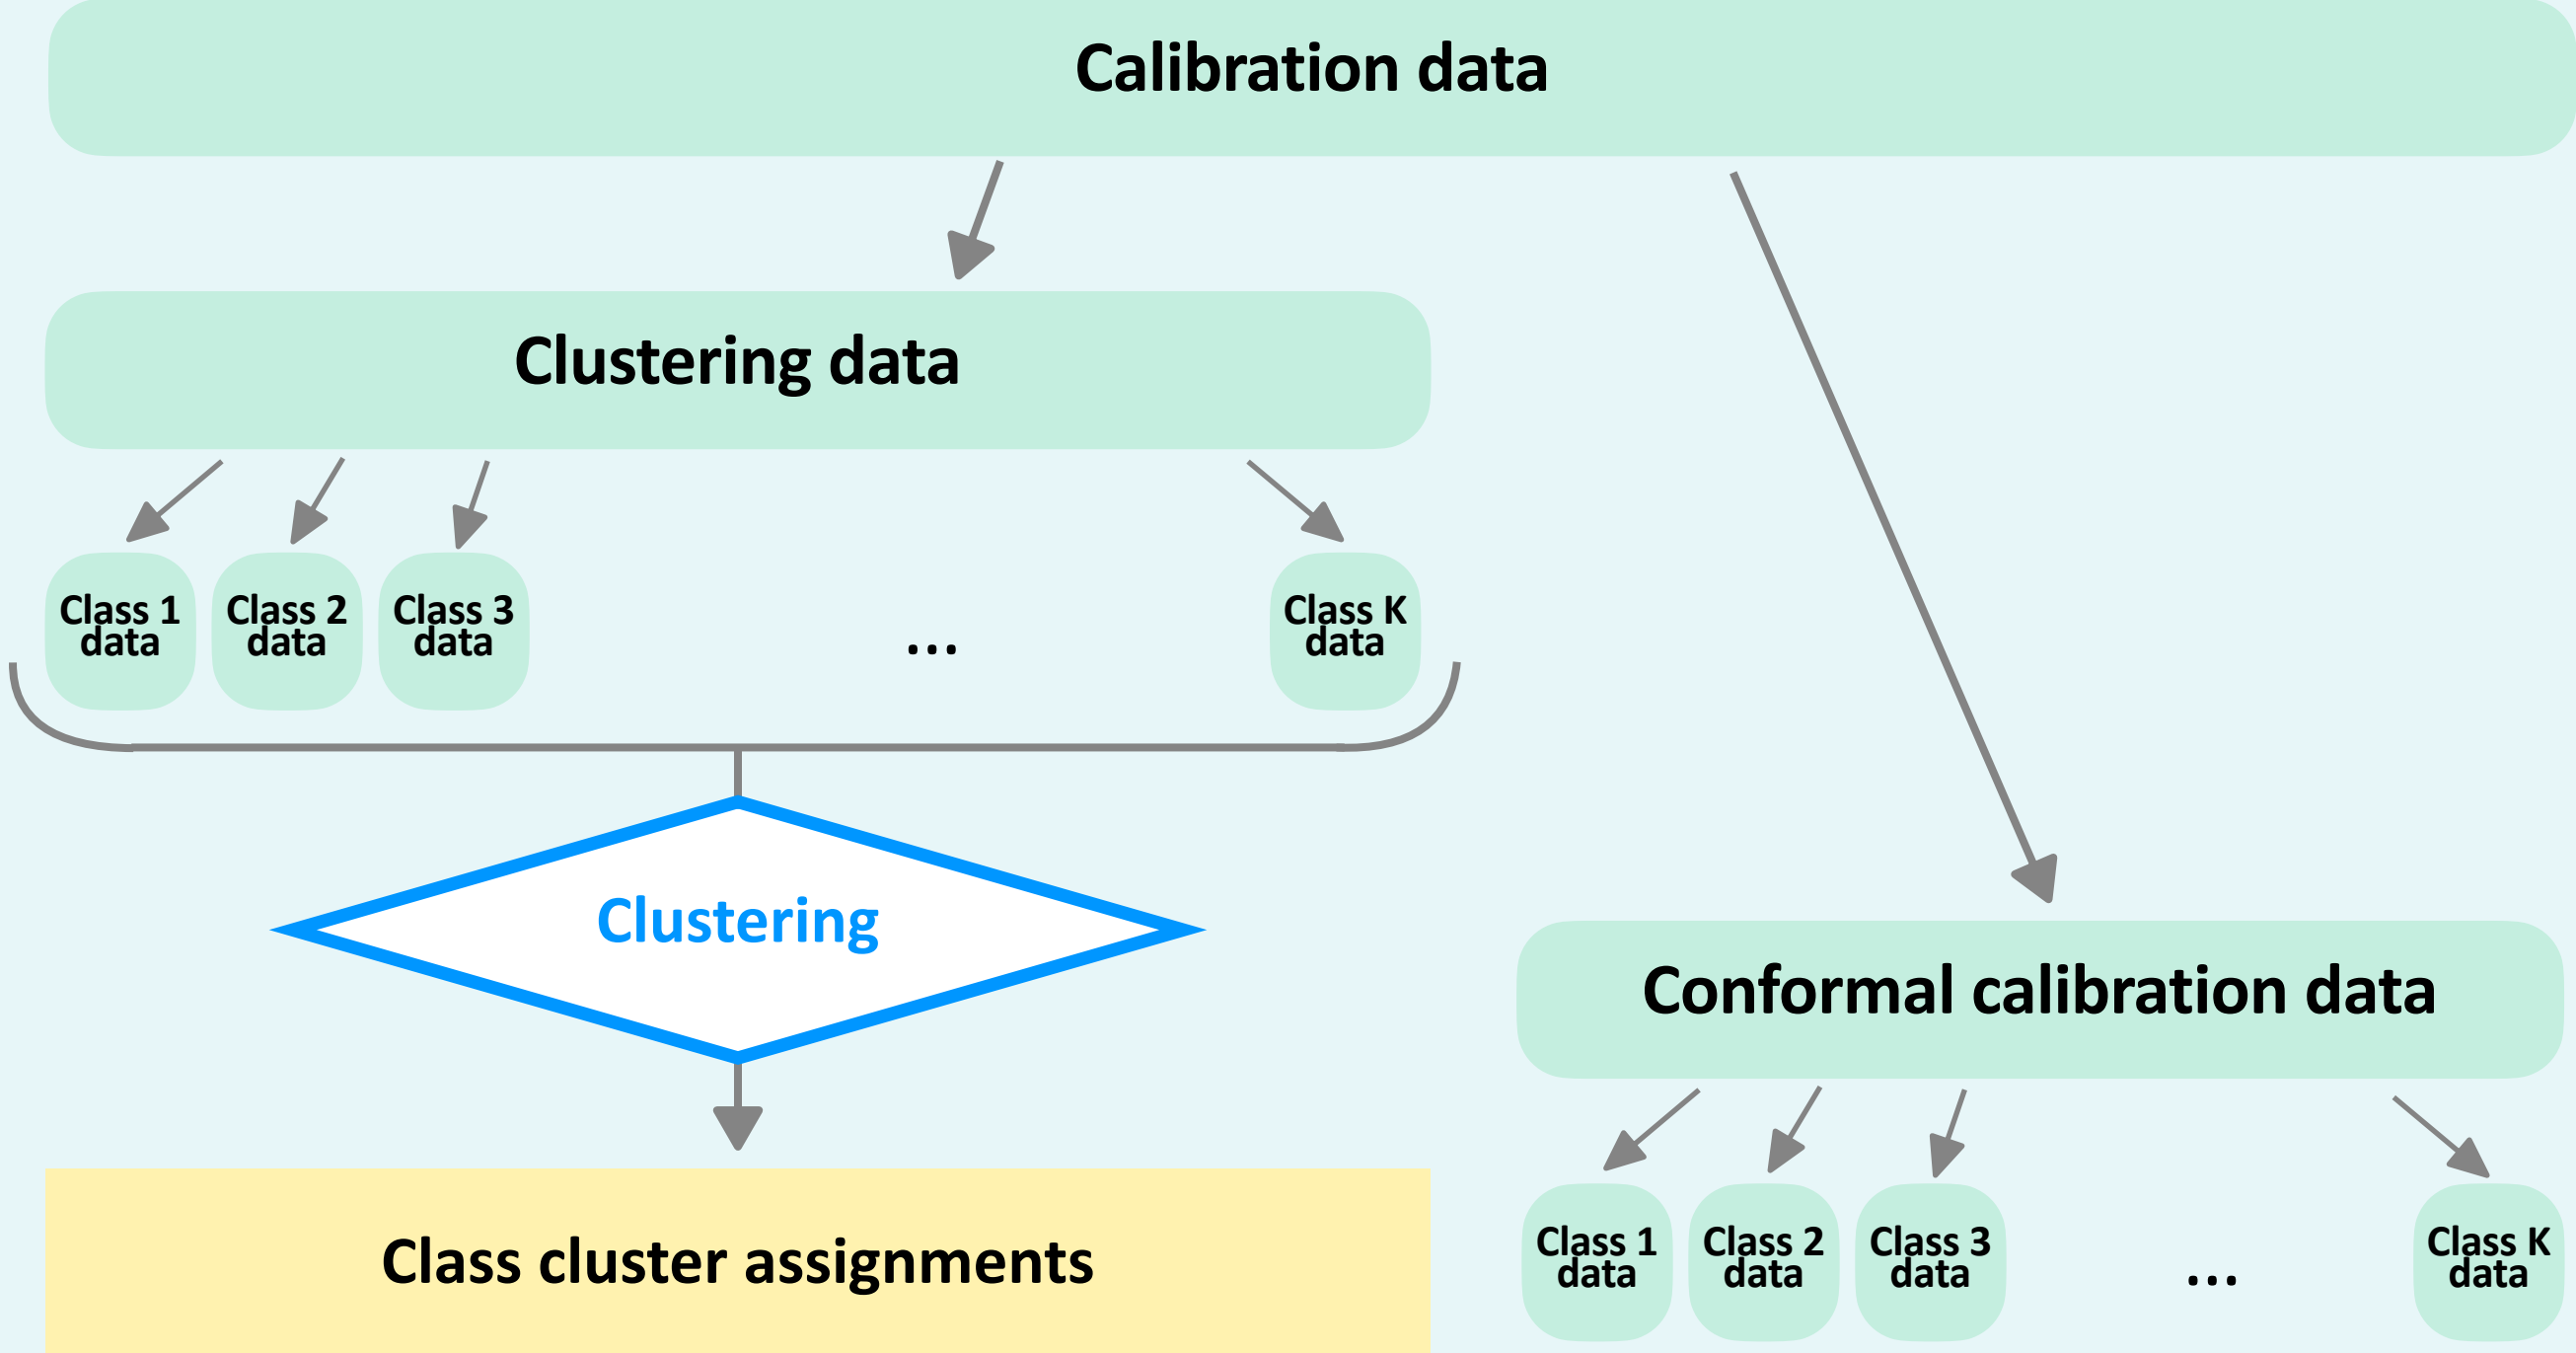 Calibration data
Clustering data
Class 1
data
Class 2
data
Class 3
data
...
Class K
data
Clustering
Class cluster assignments
Conformal calibration data
Class 1
data
Class 2
data
Class 3
data
...
Class K
data